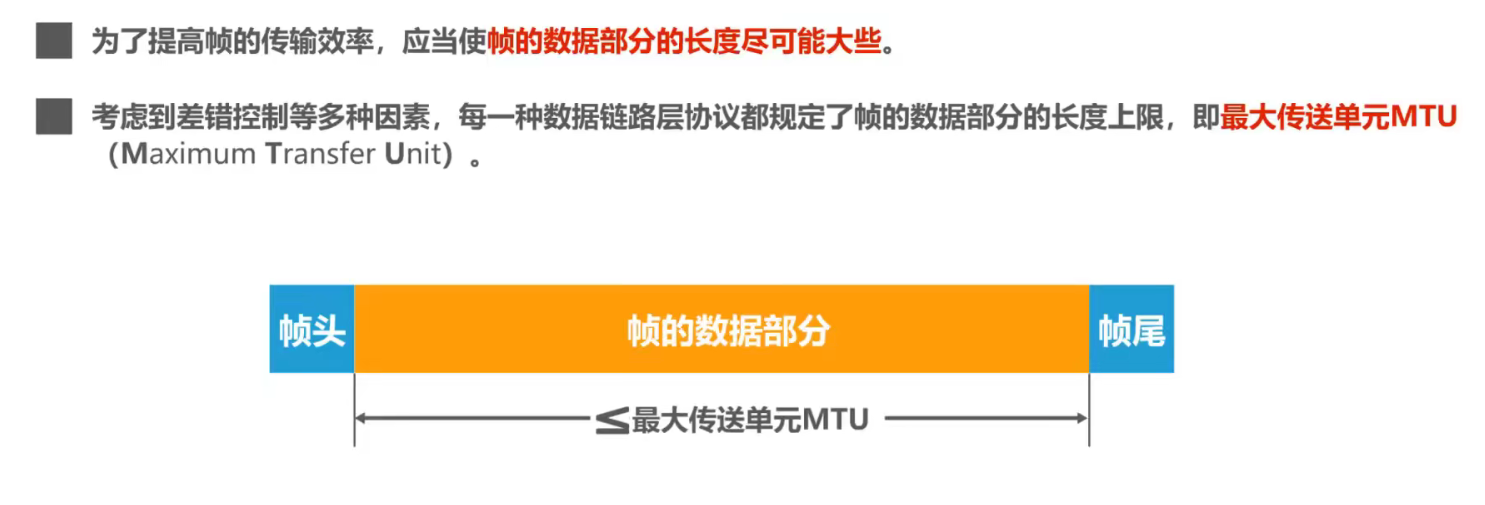 为了提高帧的传输效率，应当使帧的数据部分的长度尽可能大些。
考虑到差错控制等多种因素，每一种数据链路层协议都规定了帧的数据部分的长度上限，即最大传送单元MTU
（Maximum Transfer Unit）。
帧头 帧的数据部分 帧尾
≦最大传送单元MTU